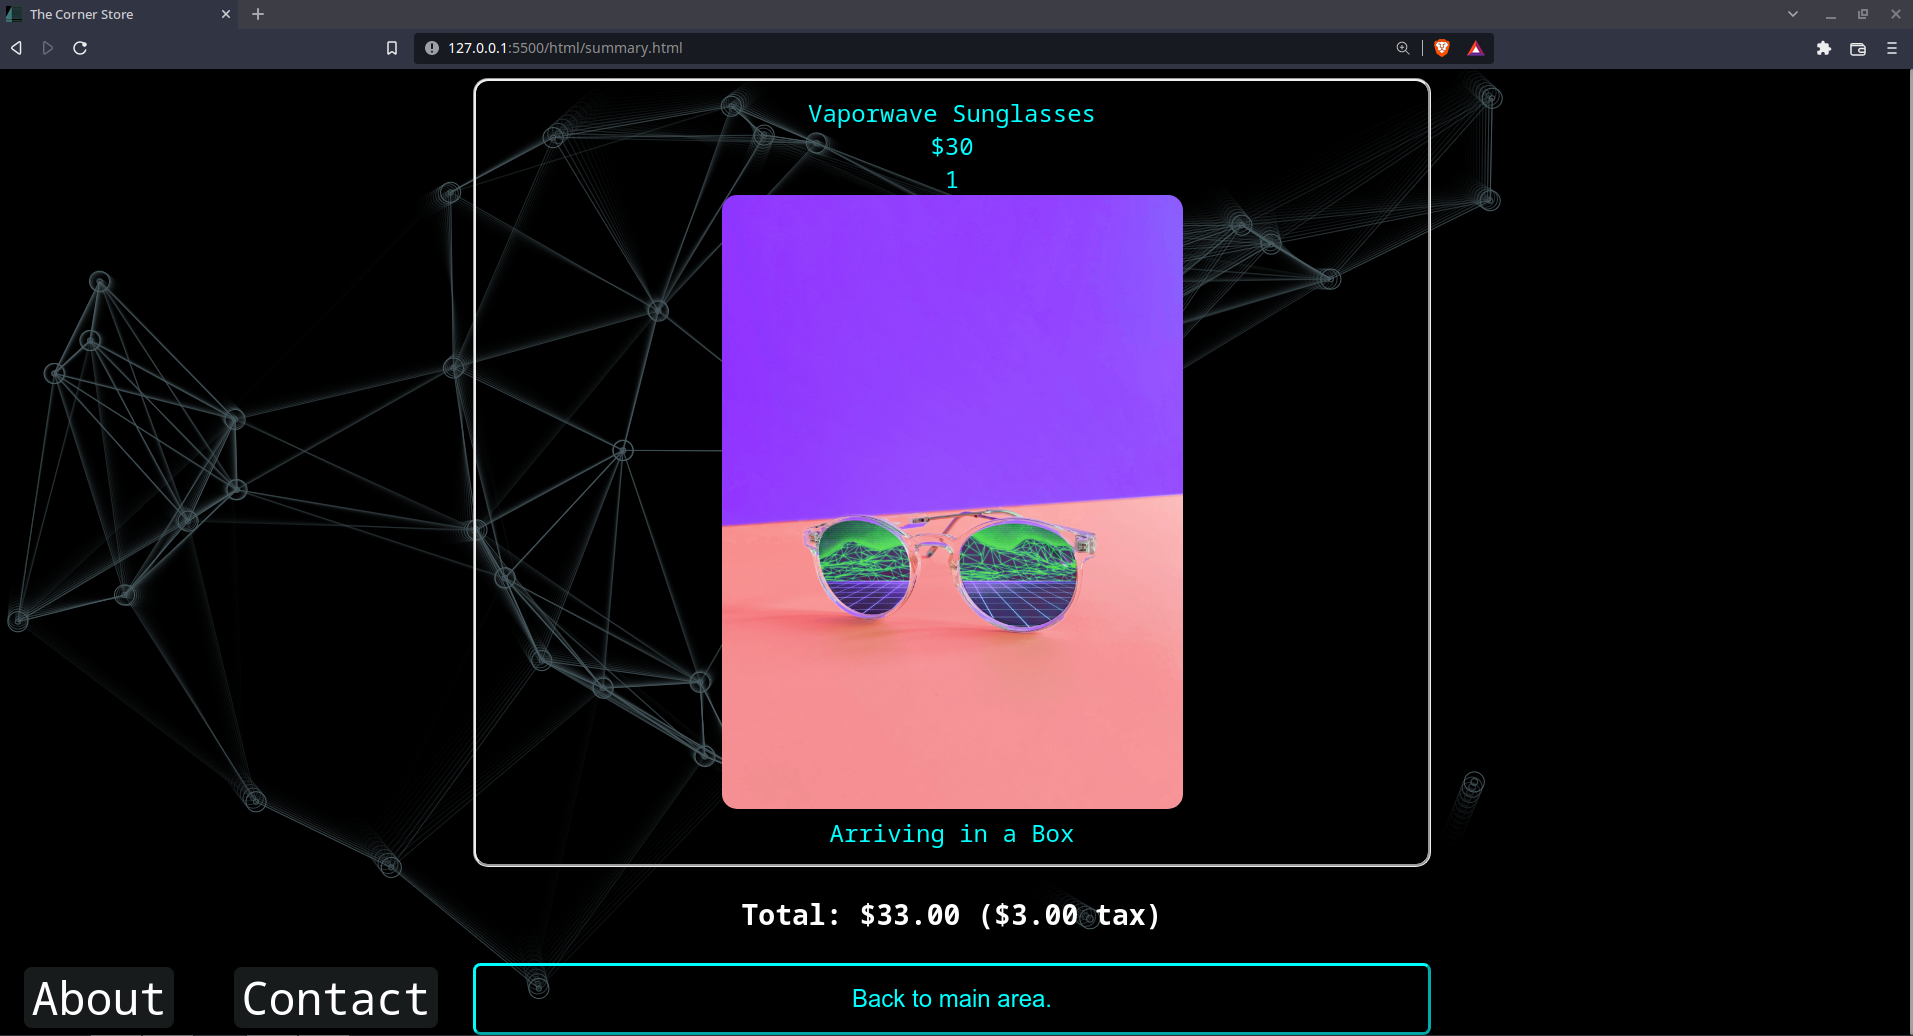 The Corner Store
127.0.0.1:5500/html/summary.html
Vaporwave Sunglasses
$30
1
Arriving in a Box
Total: $33.00 ($3.00 tax)
About
Contact
Back to main area.